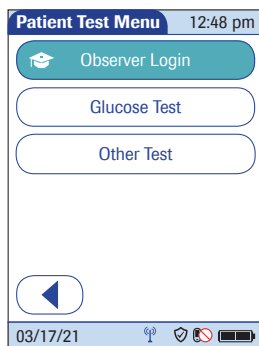 Patient Test Menu 12:48 pm
Observer Login
Glucose Test
Other Test
03/17/21